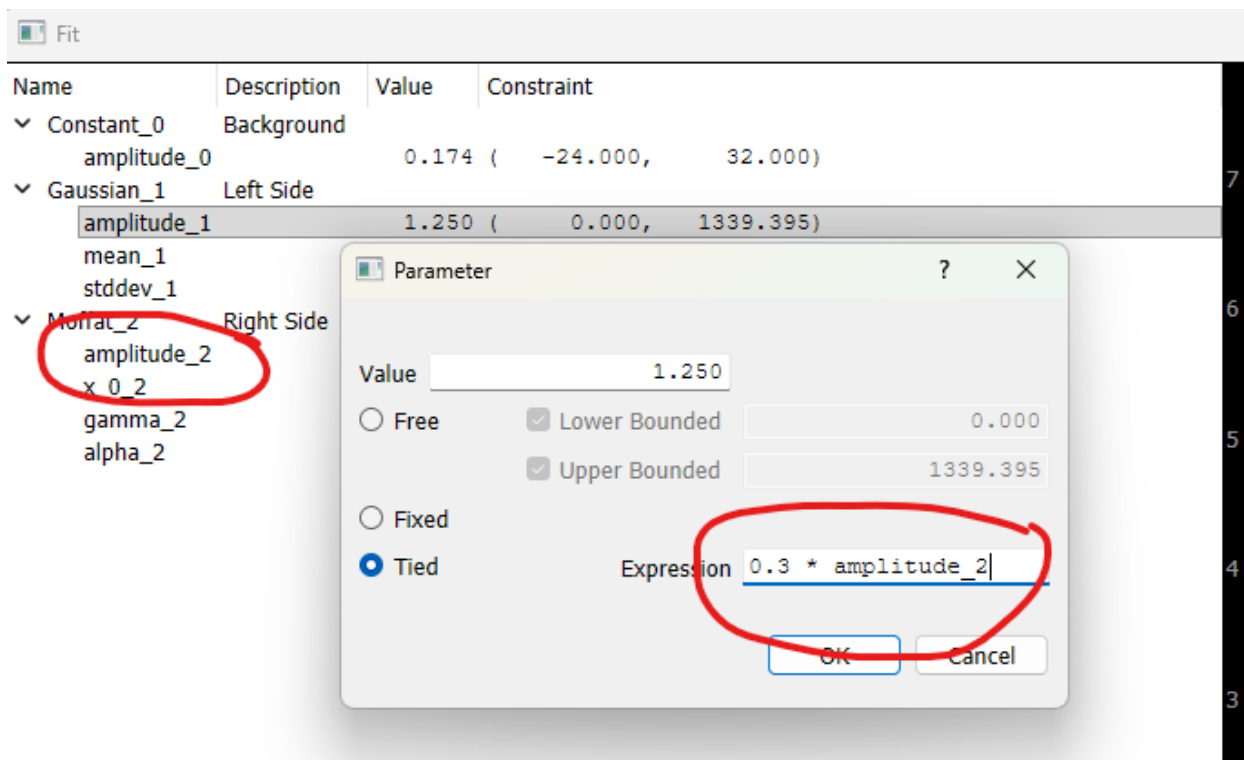 Fit
Name Description Value Constraint
Constant_0 Background
amplitude_0 0.174 ( -24.000, 32.000)
Gaussian_1 Left Side
amplitude_1 1.250 ( 0.000, 1339.395)
mean_1
stddev_1
Moffat_2 Right Side
amplitude_2
x_0_2
gamma_2
alpha_2
Parameter ? 
Value 1.250
Free Lower Bounded 0.000
Upper Bounded 1339.395
Fixed
Tied Expression 0.3 * amplitude_2
OK Cancel
7
6
5
4
3